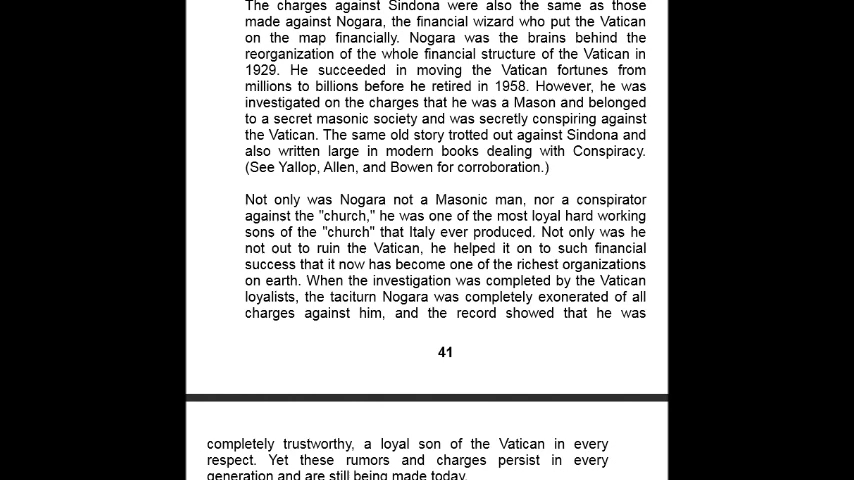 The charges against Sindona were also the same as those
made against Nogara, the financial wizard who put the Vatican
on the map financially. Nogara was the brains behind the
reorganization of the whole financial structure of the Vatican in
1929. He succeeded in moving the Vatican fortunes from
millions to billions before he retired in 1958. However, he was
investigated on the charges that he was a Mason and belonged
to a secret masonic society and was secretly conspiring against
the Vatican. The same old story trotted out against Sindona and
also written large in modern books dealing with Conspiracy.
(See Yallop, Allen, and Bowen for corroboration.)
Not only was Nogara not a Masonic man, nor a conspirator
against the "church," he was one of the most loyal hard working
sons of the "church" that Italy ever produced. Not only was he
not out to ruin the Vatican, he helped it on to such financial
success that it now has become one of the richest organizations
on earth. When the investigation was completed by the Vatican
loyalists, the taciturn Nogara was completely exonerated of all
charges against him, and the record showed that he was
41
completely trustworthy, a loyal son of the Vatican in every
respect. Yet these rumors and charges persist in every
generation and are still being made today.